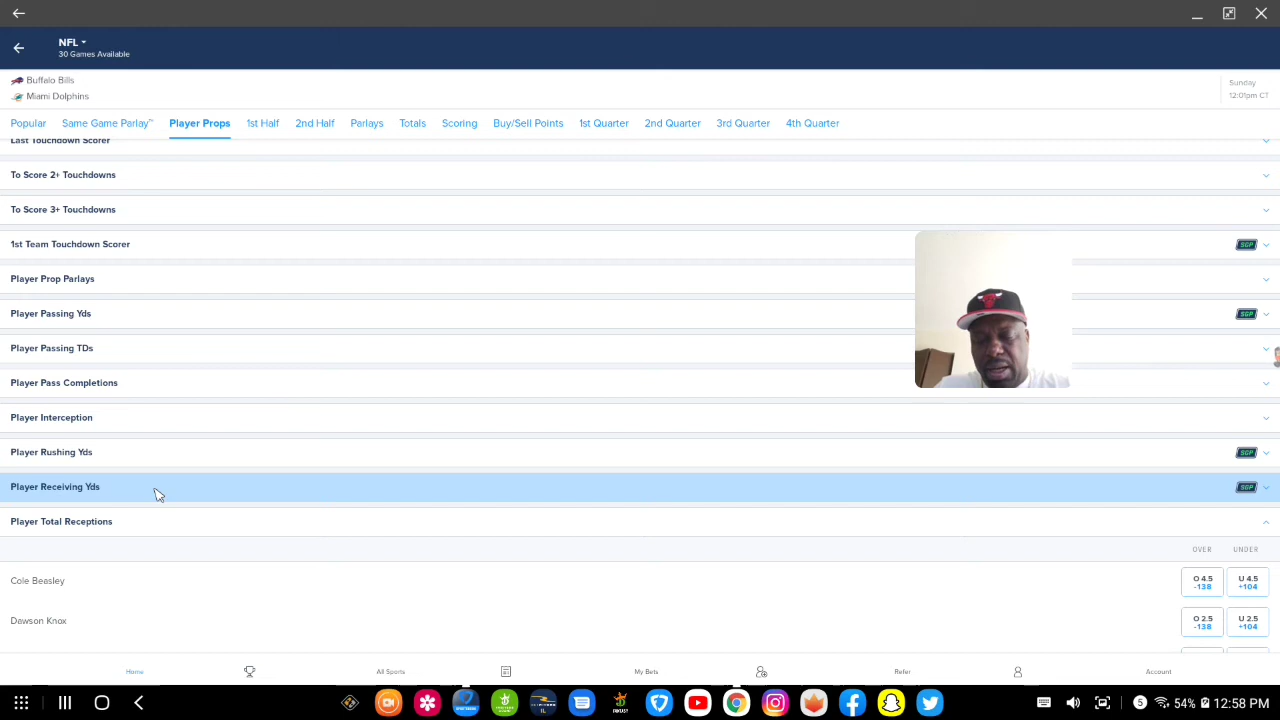 NFL
30 Games Available
Buffalo Bills
Miami Dolphins
Sunday
12:01pm CT
Popular
Same Game Parlay™
Player Props
1st Half
2nd Half
Parlays
Totals
Scoring
Buy/Sell Points
1st Quarter
2nd Quarter
3rd Quarter
4th Quarter
Last Touchdown Scorer
To Score 2+ Touchdowns
To Score 3+ Touchdowns
1st Team Touchdown Scorer
SGP
Player Prop Parlays
Player Passing Yds
SGP
Player Passing TDs
Player Pass Completions
Player Interception
Player Rushing Yds
SGP
Player Receiving Yds
SGP
Player Total Receptions
OVER
UNDER
Cole Beasley
O 4.5
-138
U 4.5
+104
Dawson Knox
O 2.5
-138
U 2.5
+104
Home
All Sports
My Bets
Refer
Account
54%
12:58 PM